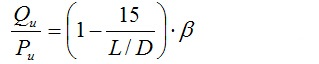 Q_u / P_u = (1 − 15 / (L / D)) · β